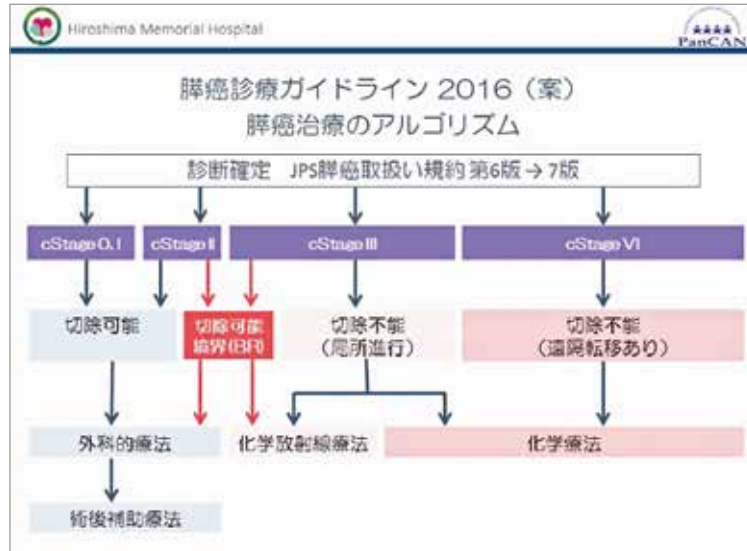 Hiroshima Memorial Hospital
PanCAN
膵癌診療ガイドライン 2016（案）
膵癌治療のアルゴリズム
診断確定 JPS膵癌取扱い規約 第6版 → 7版
cStage 0, I
cStage II
cStage III
cStage VI
切除可能
切除可能
境界(BR)
切除不能
(局所進行)
切除不能
(遠隔転移あり)
外科的療法
化学放射線療法
化学療法
術後補助療法